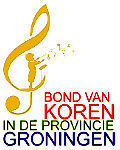 BOND VAN
KOREN
IN DE PROVINCIE
GRONINGEN